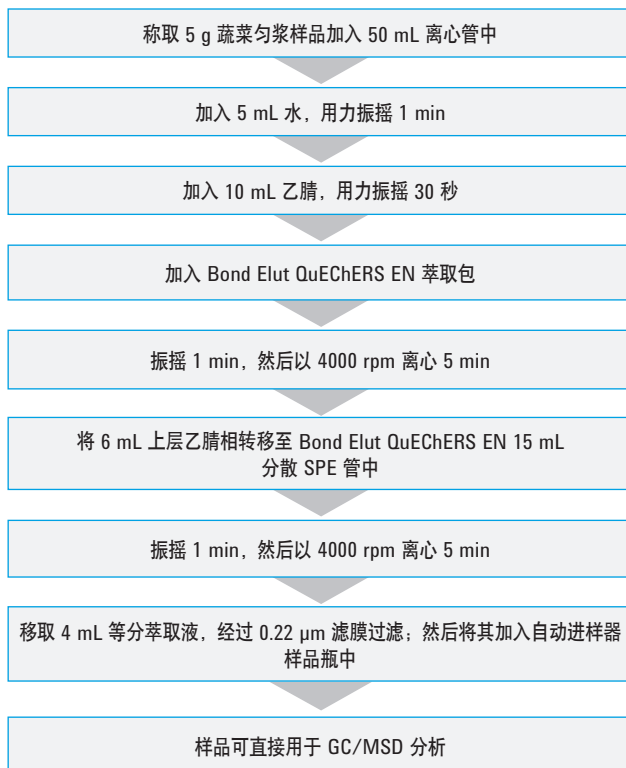 称取 5 g 蔬菜匀浆样品加入 50 mL 离心管中
加入 5 mL 水，用力振摇 1 min
加入 10 mL 乙腈，用力振摇 30 秒
加入 Bond Elut QuEChERS EN 萃取包
振摇 1 min，然后以 4000 rpm 离心 5 min
将 6 mL 上层乙腈相转移至 Bond Elut QuEChERS EN 15 mL
分散 SPE 管中
振摇 1 min，然后以 4000 rpm 离心 5 min
移取 4 mL 等分萃取液，经过 0.22 μm 滤膜过滤；然后将其加入自动进样器
样品瓶中
样品可直接用于 GC/MSD 分析